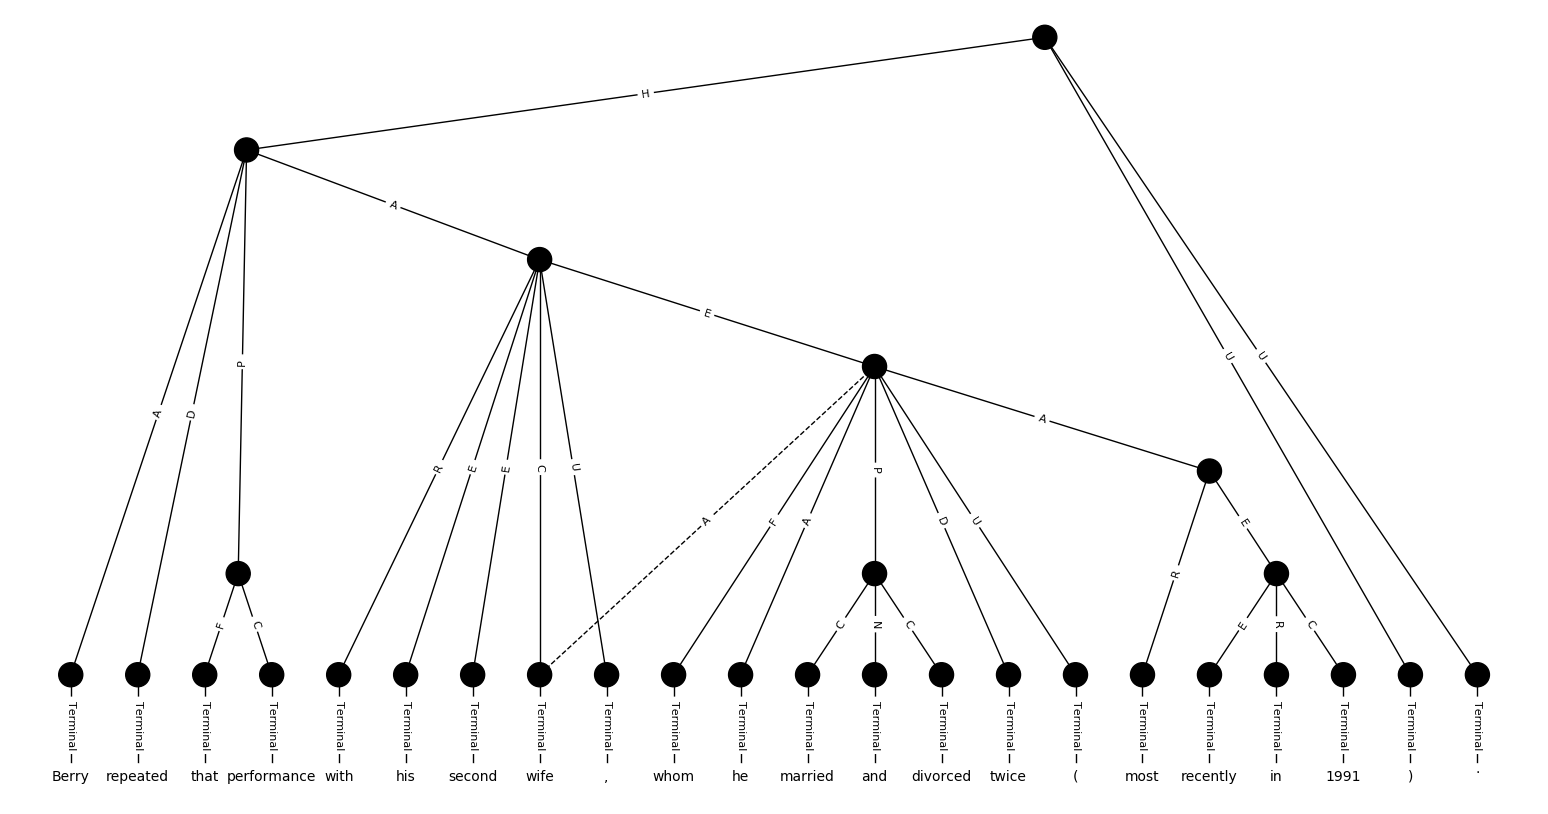 H
A
E
A D P A
R E E C U
A F A P D U
R E
F C
C N C
E R C
U U
Terminal Terminal Terminal Terminal Terminal Terminal Terminal Terminal Terminal Terminal Terminal Terminal Terminal Terminal Terminal Terminal Terminal Terminal Terminal Terminal Terminal Terminal
Berry repeated that performance with his second wife , whom he married and divorced twice ( most recently in 1991 ) .